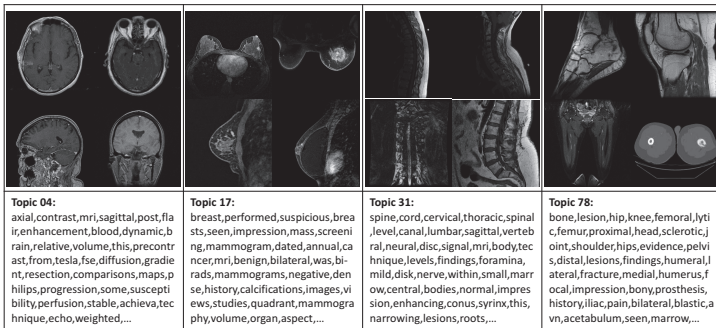 Topic 04:
axial,contrast,mri,sagittal,post,fla
ir,enhancement,blood,dynamic,b
rain,relative,volume,this,precontr
ast,from,tesla,fse,diffusion,gradie
nt,resection,comparisons,maps,p
hilips,progression,some,suscepti
bility,perfusion,stable,achieva,tec
hnique,echo,weighted,...
Topic 17:
breast,performed,suspicious,brea
sts,seen,impression,mass,screeni
ng,mammogram,dated,annual,ca
ncer,mri,benign,bilateral,was,bi-
rads,mammograms,negative,den
se,history,calcifications,images,vi
ews,studies,quadrant,mammogra
phy,volume,organ,aspect,...
Topic 31:
spine,cord,cervical,thoracic,spinal
,level,canal,lumbar,sagittal,vertebr
al,neural,disc,signal,mri,body,tec
hnique,levels,findings,foramina,
mild,disk,nerve,within,small,marr
ow,central,bodies,normal,impres
sion,enhancing,conus,syrinx,this,
narrowing,lesions,roots,...
Topic 78:
bone,lesion,hip,knee,femoral,lyti
c,femur,proximal,head,sclerotic,j
oint,shoulder,hips,evidence,pelvi
s,distal,lesions,findings,humeral,l
ateral,fracture,medial,humerus,f
ocal,impression,bony,prosthesis,
history,iliac,pain,bilateral,blastic,a
vn,acetabulum,seen,marrow,...